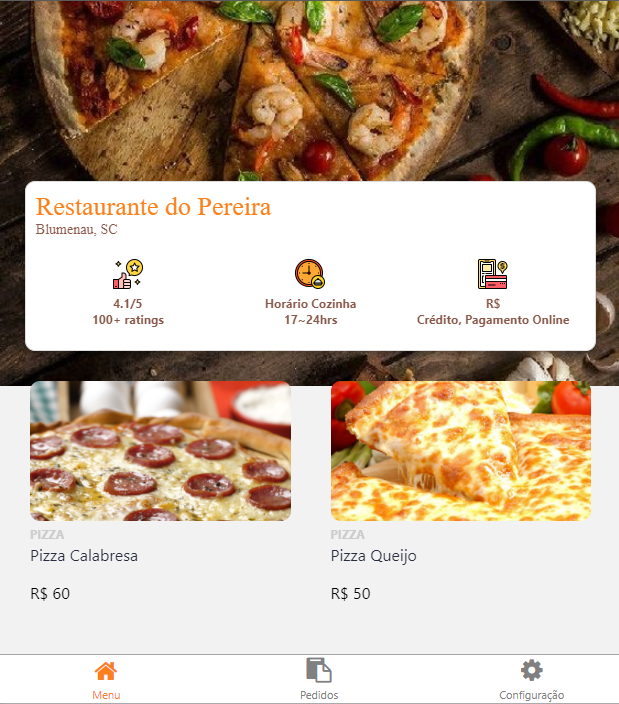 Restaurante do Pereira
Blumenau, SC
4.1/5
100+ ratings
Horário Cozinha
17~24hrs
R$
Crédito, Pagamento Online
PIZZA
Pizza Calabresa
R$ 60
PIZZA
Pizza Queijo
R$ 50
Menu
Pedidos
Configuração